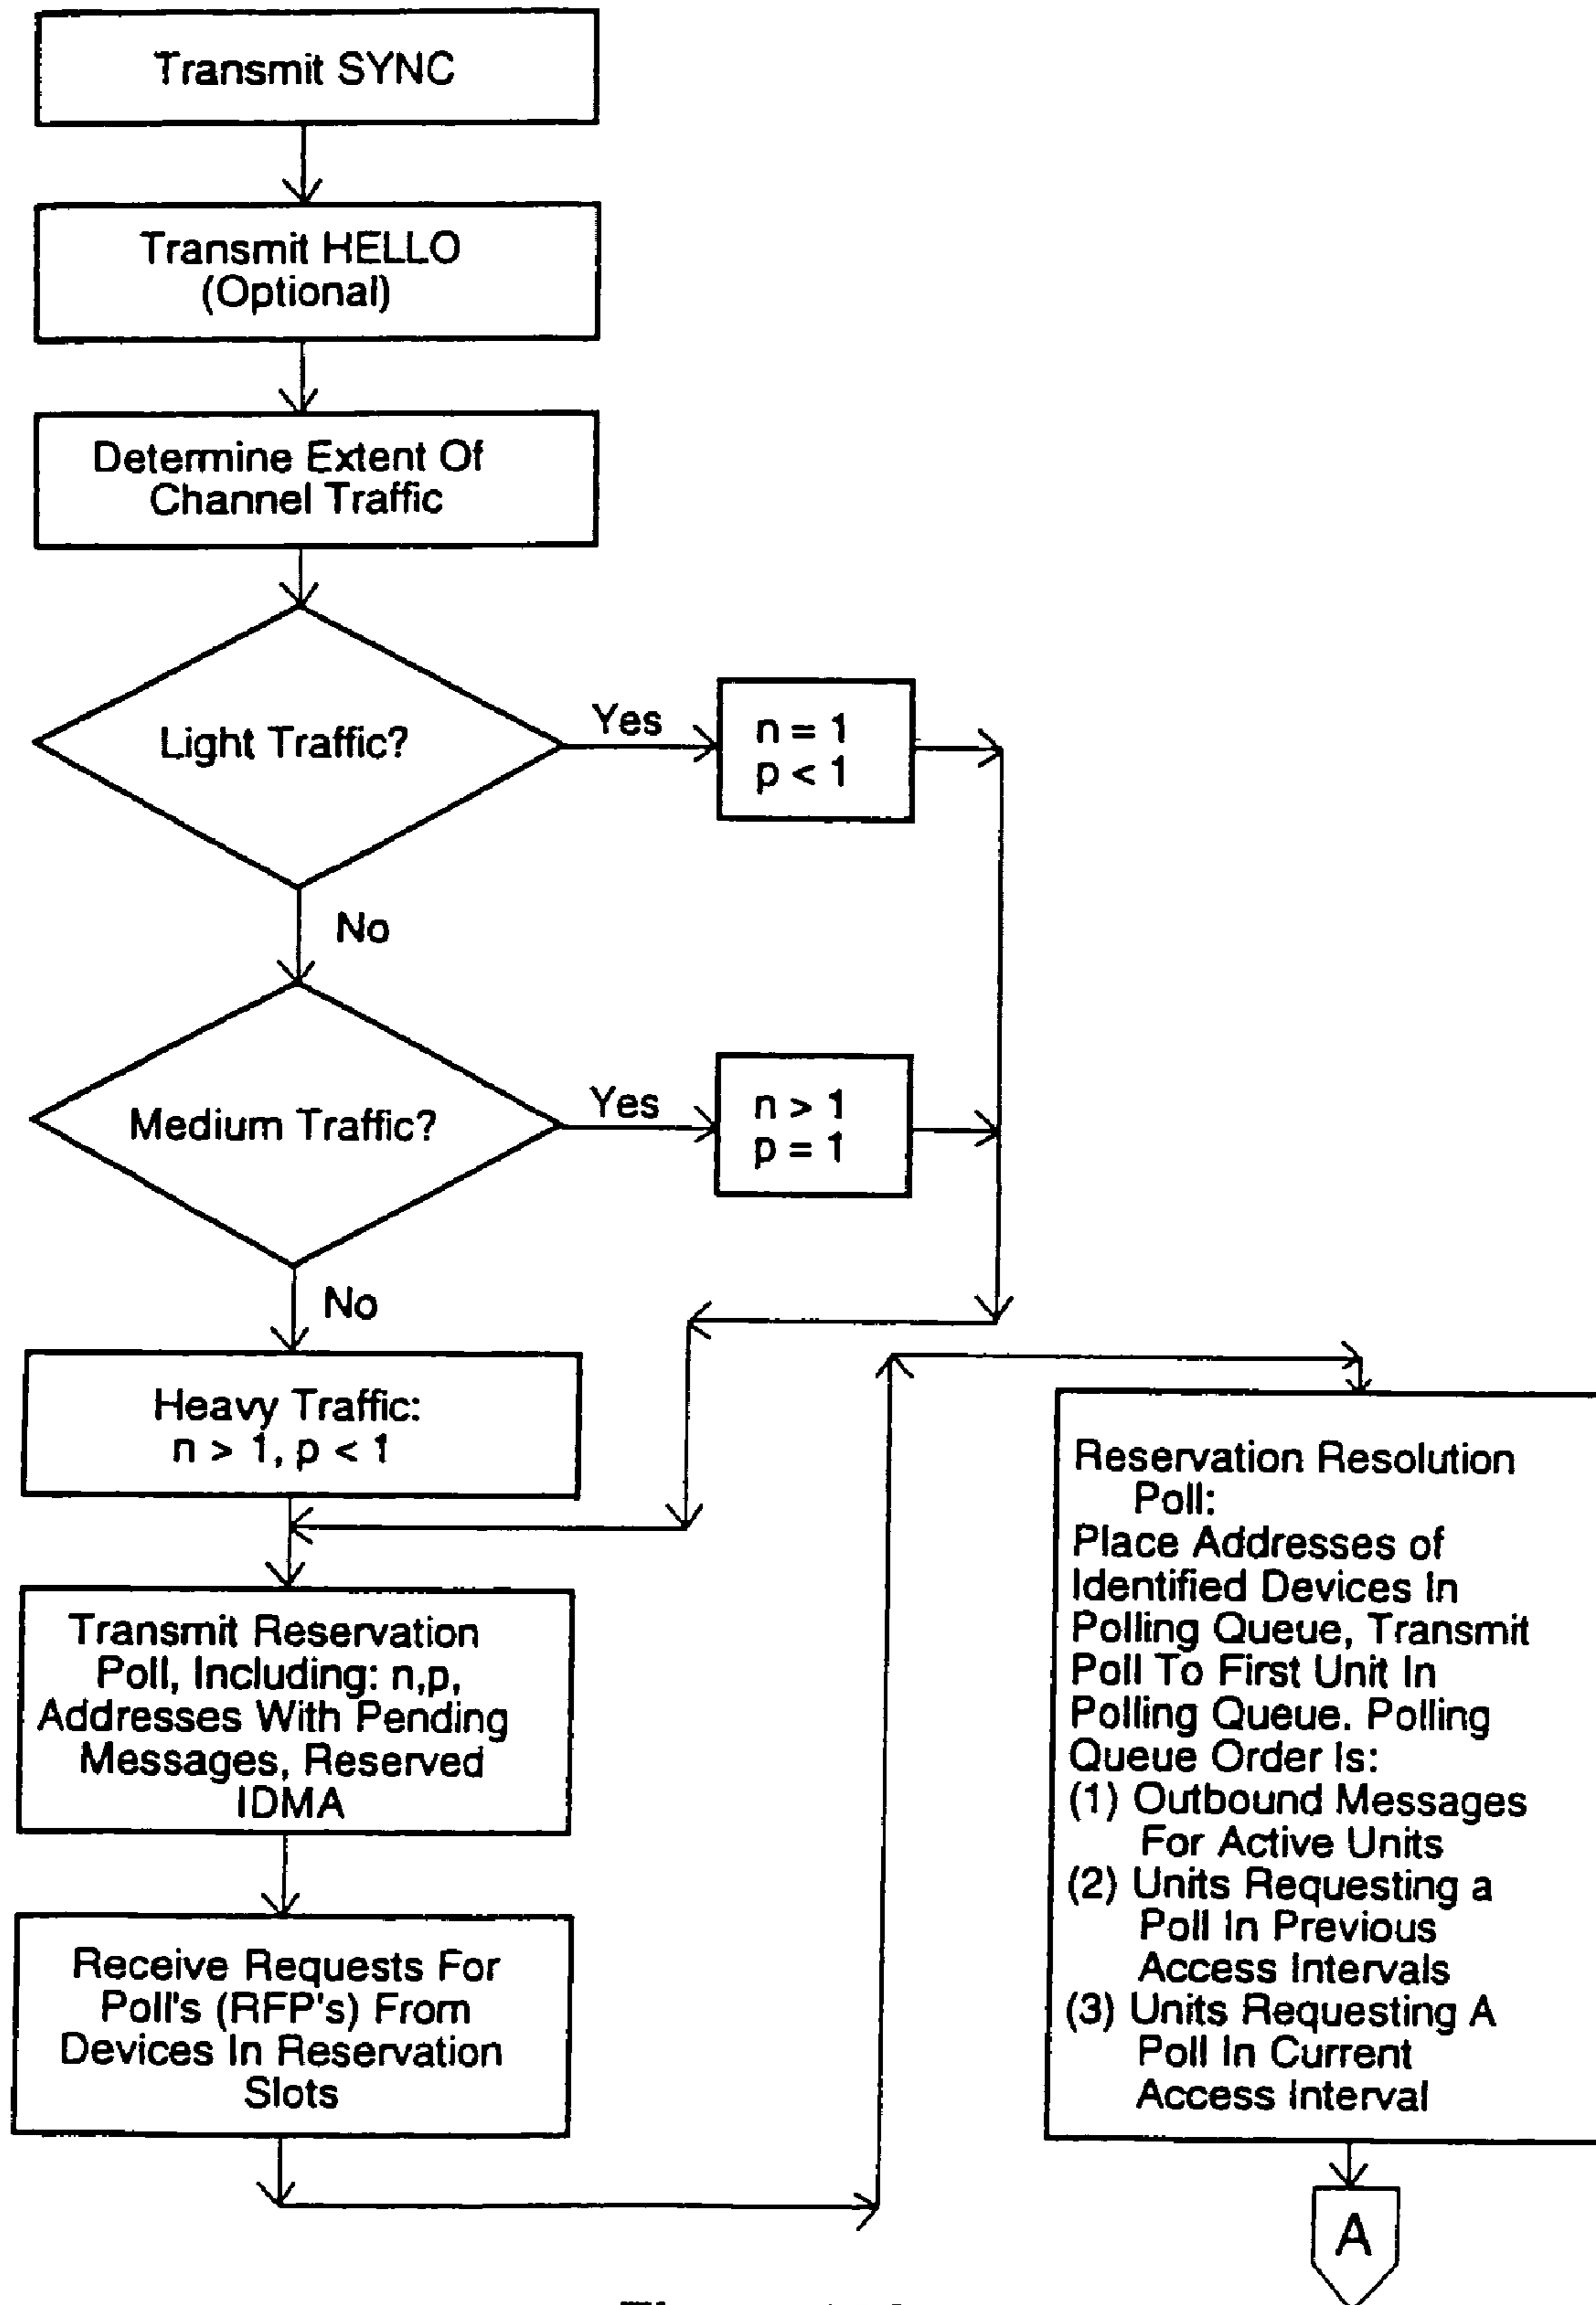 Transmit SYNC
Transmit HELLO
(Optional)
Determine Extent Of
Channel Traffic
Light Traffic?
Yes
n = 1
p < 1
No
Medium Traffic?
Yes
n > 1
p = 1
No
Heavy Traffic:
n > 1, p < 1
Transmit Reservation
Poll, Including: n,p,
Addresses With Pending
Messages, Reserved
IDMA
Receive Requests For
Poll's (RFP's) From
Devices In Reservation
Slots
Reservation Resolution
Poll:
Place Addresses of
Identified Devices In
Polling Queue, Transmit
Poll To First Unit In
Polling Queue. Polling
Queue Order Is:
(1) Outbound Messages
For Active Units
(2) Units Requesting a
Poll In Previous
Access Intervals
(3) Units Requesting A
Poll In Current
Access Interval
A